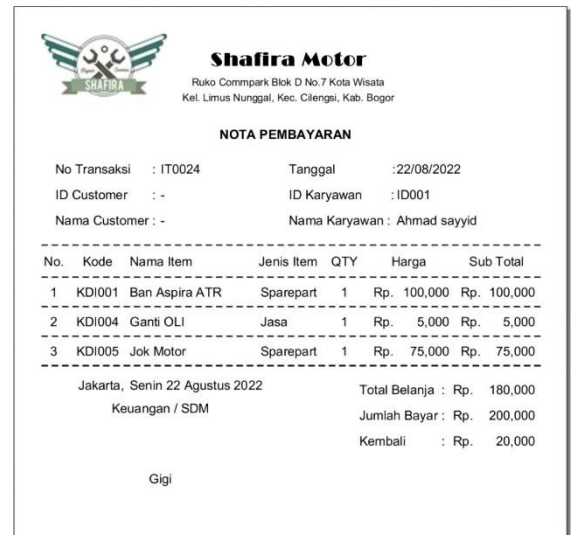 SHAFIRA
Shafira Motor
Ruko Commpark Blok D No.7 Kota Wisata
Kel. Limus Nunggal, Kec. Cilengsi, Kab. Bogor
NOTA PEMBAYARAN
No Transaksi : IT0024 Tanggal :22/08/2022
ID Customer : - ID Karyawan : ID001
Nama Customer : - Nama Karyawan : Ahmad sayyid
No. Kode Nama Item Jenis Item QTY Harga Sub Total
1 KDI001 Ban Aspira ATR Sparepart 1 Rp. 100,000 Rp. 100,000
2 KDI004 Ganti OLI Jasa 1 Rp. 5,000 Rp. 5,000
3 KDI005 Jok Motor Sparepart 1 Rp. 75,000 Rp. 75,000
Jakarta, Senin 22 Agustus 2022 Total Belanja : Rp. 180,000
Keuangan / SDM Jumlah Bayar : Rp. 200,000
Kembali : Rp. 20,000
Gigi